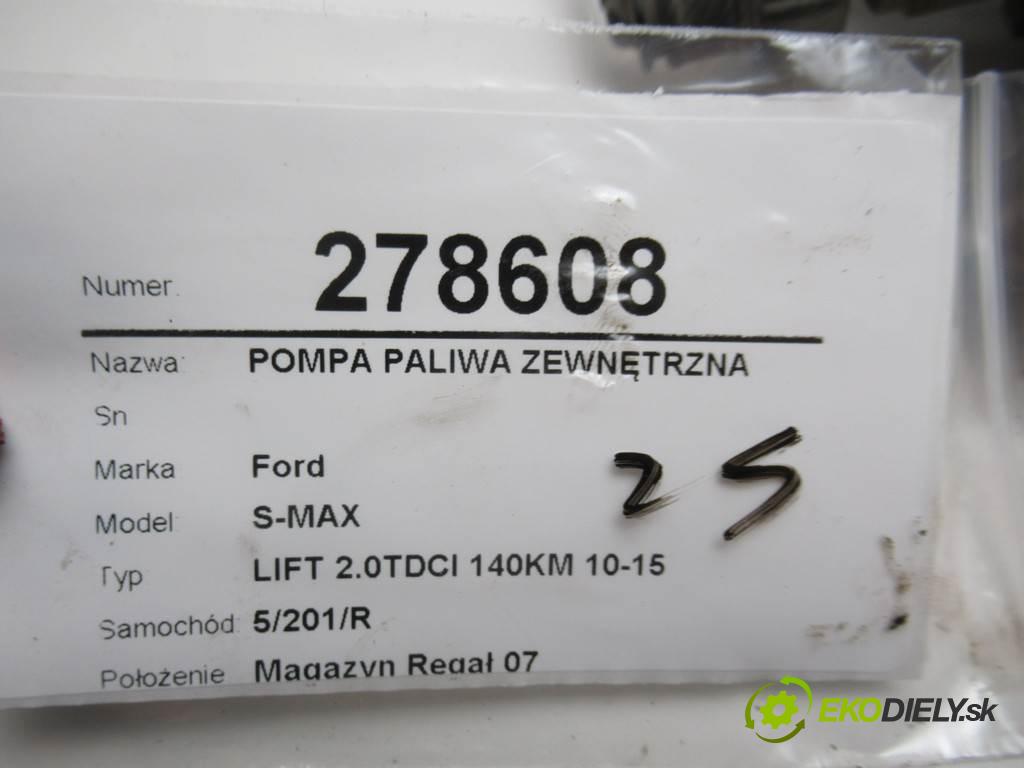 Numer. 278608
Nazwa: POMPA PALIWA ZEWNĘTRZNA
Sn
Marka Ford
Model: S-MAX
Typ LIFT 2.0TDCI 140KM 10-15
Samochód: 5/201/R
Położenie Magazyn Regał 07
25
EKODIELY.sk